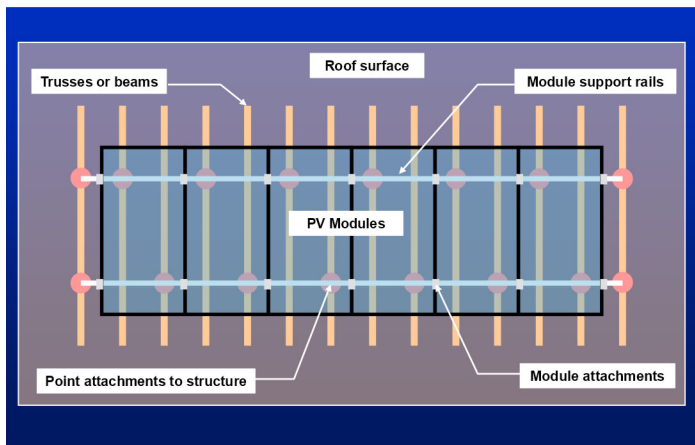 Roof surface
Trusses or beams
Module support rails
PV Modules
Point attachments to structure
Module attachments